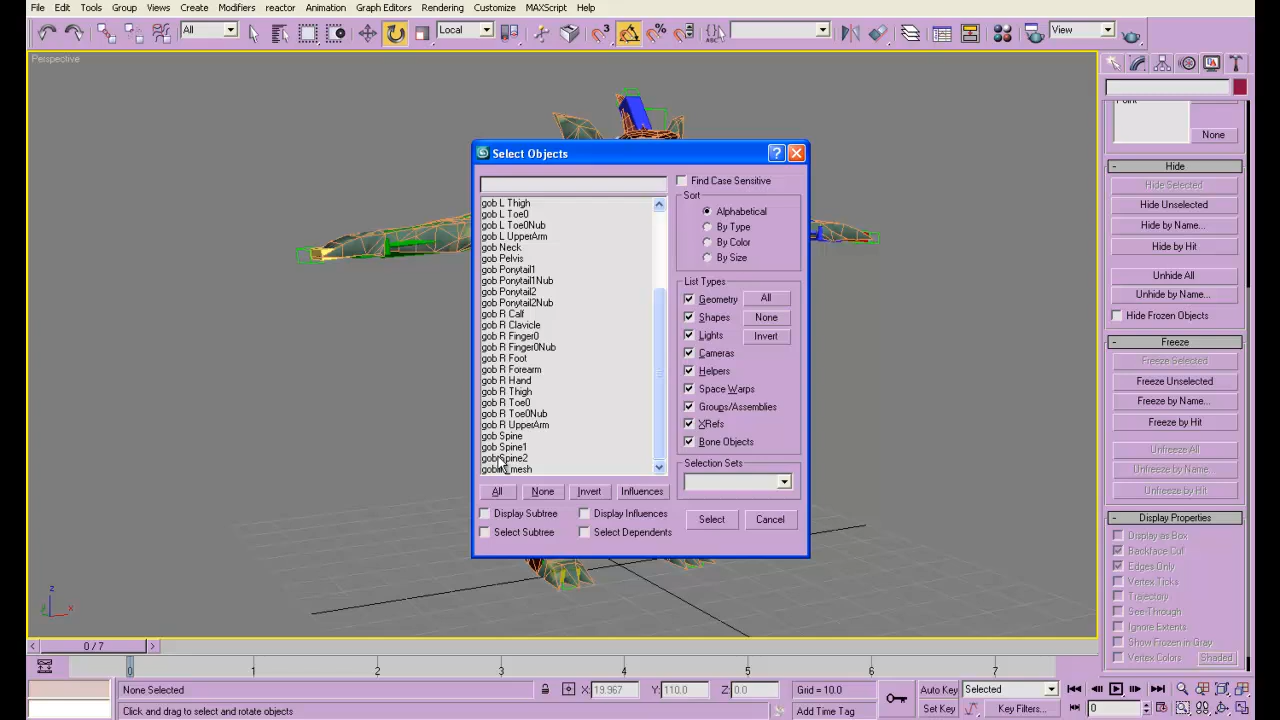 File Edit Tools Group Views Create Modifiers reactor Animation Graph Editors Rendering Customize MAXScript Help
All Local View
Perspective
Select Objects
gob L Thigh
gob L Toe0
gob L Toe0Nub
gob L UpperArm
gob Neck
gob Pelvis
gob Ponytail1
gob Ponytail1Nub
gob Ponytail2
gob Ponytail2Nub
gob R Calf
gob R Clavicle
gob R Finger0
gob R Finger0Nub
gob R Foot
gob R Forearm
gob R Hand
gob R Thigh
gob R Toe0
gob R Toe0Nub
gob R UpperArm
gob Spine
gob Spine1
gob Spine2
All None Invert Influences
Display Subtree Display Influences
Select Subtree Select Dependents
Find Case Sensitive
Sort
Alphabetical
By Type
By Color
By Size
List Types
Geometry All
Shapes None
Lights Invert
Cameras
Helpers
Space Warps
Groups/Assemblies
XRefs
Bone Objects
Selection Sets
Select Cancel
None
- Hide
Hide Selected
Hide Unselected
Hide by Name...
Hide by Hit
Unhide All
Unhide by Name...
Hide Frozen Objects
- Freeze
Freeze Selected
Freeze Unselected
Freeze by Name...
Freeze by Hit
Unfreeze All
Unfreeze by Name...
Unfreeze by Hit
- Display Properties
Display as Box
Backface Cull
Edges Only
Vertex Ticks
Trajectory
See-Through
Ignore Extents
Show Frozen in Gray
Vertex Colors Shaded
z
x
< 0 / 7 >
0 1 2 3 4 5 6 7
None Selected X: 19.967 Y: 110.0 Z: 0.0 Grid = 10.0 Auto Key Selected
Click and drag to select and rotate objects Add Time Tag Set Key Key Filters... 0